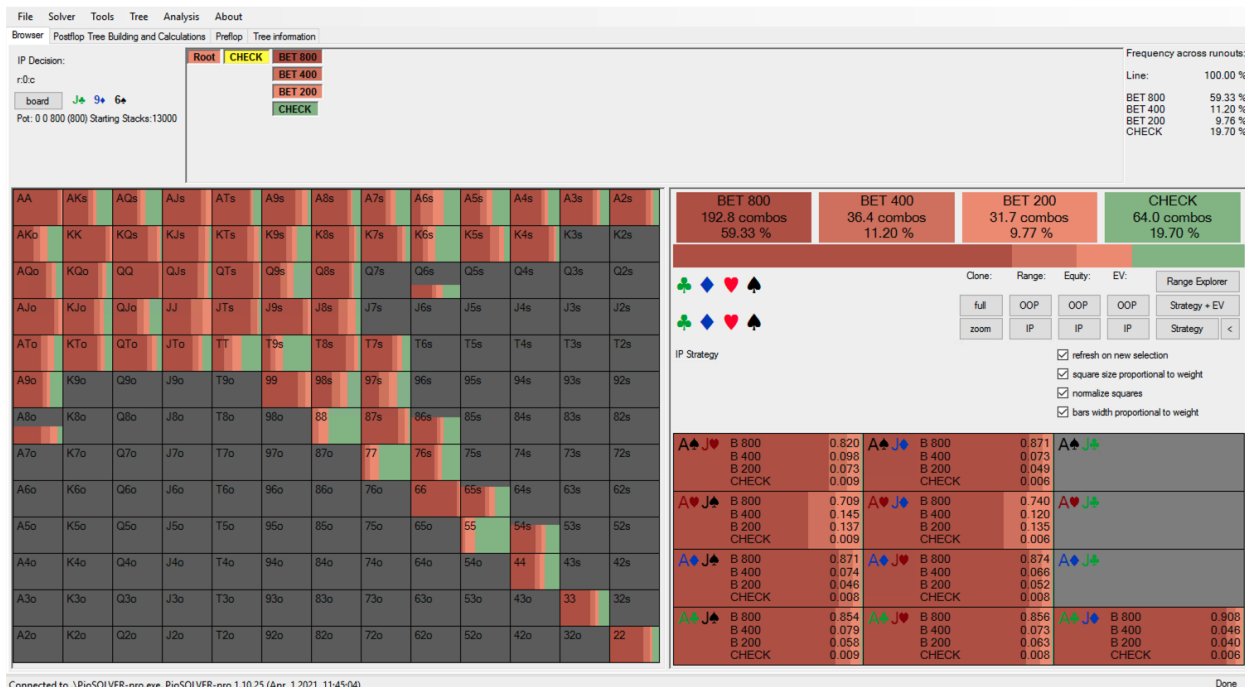 File Solver Tools Tree Analysis About
Browser Postflop Tree Building and Calculations Preflop Tree information
IP Decision:
r:0:c
board J♣ 9♦ 6♠
Pot: 0 0 800 (800) Starting Stacks:13000
Root CHECK BET 800
BET 400
BET 200
CHECK
Frequency across runouts:
Line: 100.00 %
BET 800 59.33 %
BET 400 11.20 %
BET 200 9.76 %
CHECK 19.70 %
AA AKs AQs AJs ATs A9s A8s A7s A6s A5s A4s A3s A2s
AKo KK KQs KJs KTs K9s K8s K7s K6s K5s K4s K3s K2s
AQo KQo QQ QJs QTs Q9s Q8s Q7s Q6s Q5s Q4s Q3s Q2s
AJo KJo QJo JJ JTs J9s J8s J7s J6s J5s J4s J3s J2s
ATo KTo QTo JTo TT T9s T8s T7s T6s T5s T4s T3s T2s
A9o K9o Q9o J9o T9o 99 98s 97s 96s 95s 94s 93s 92s
A8o K8o Q8o J8o T8o 98o 88 87s 86s 85s 84s 83s 82s
A7o K7o Q7o J7o T7o 97o 87o 77 76s 75s 74s 73s 72s
A6o K6o Q6o J6o T6o 96o 86o 76o 66 65s 64s 63s 62s
A5o K5o Q5o J5o T5o 95o 85o 75o 65o 55 54s 53s 52s
A4o K4o Q4o J4o T4o 94o 84o 74o 64o 54o 44 43s 42s
A3o K3o Q3o J3o T3o 93o 83o 73o 63o 53o 43o 33 32s
A2o K2o Q2o J2o T2o 92o 82o 72o 62o 52o 42o 32o 22
BET 800 BET 400 BET 200 CHECK
192.8 combos 36.4 combos 31.7 combos 64.0 combos
59.33 % 11.20 % 9.77 % 19.70 %
♣ ♦ ♥ ♠
♣ ♦ ♥ ♠
Clone: Range: Equity: EV: Range Explorer
full OOP OOP OOP Strategy + EV
zoom IP IP IP Strategy <
IP Strategy
refresh on new selection
square size proportional to weight
normalize squares
bars width proportional to weight
A♠J♥ B 800 0.820 A♠J♦ B 800 0.871 A♠J♣
B 400 0.098 B 400 0.073
B 200 0.073 B 200 0.049
CHECK 0.009 CHECK 0.006
A♥J♠ B 800 0.709 A♥J♦ B 800 0.740 A♥J♣
B 400 0.145 B 400 0.120
B 200 0.137 B 200 0.135
CHECK 0.009 CHECK 0.006
A♦J♠ B 800 0.871 A♦J♥ B 800 0.874 A♦J♣
B 400 0.074 B 400 0.066
B 200 0.046 B 200 0.052
CHECK 0.008 CHECK 0.008
A♣J♠ B 800 0.854 A♣J♥ B 800 0.856 A♣J♦ B 800 0.908
B 400 0.079 B 400 0.073 B 400 0.046
B 200 0.058 B 200 0.063 B 200 0.040
CHECK 0.009 CHECK 0.008 CHECK 0.006
Connected to .\PioSOLVER-pro.exe PioSOLVER-pro 1.10.25 (Apr 1 2021, 11:45:04) Done